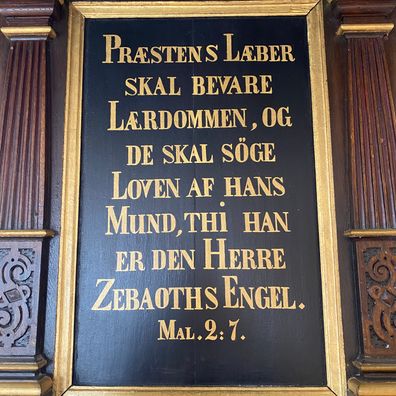 PRÆSTENS LÆBER
SKAL BEVARE
LÆRDOMMEN, OG
DE SKAL SÖGE
LOVEN AF HANS
MUND, THi HAN
ER DEN HERRE
ZEBAOTHS ENGEL.
MAL. 2:7.